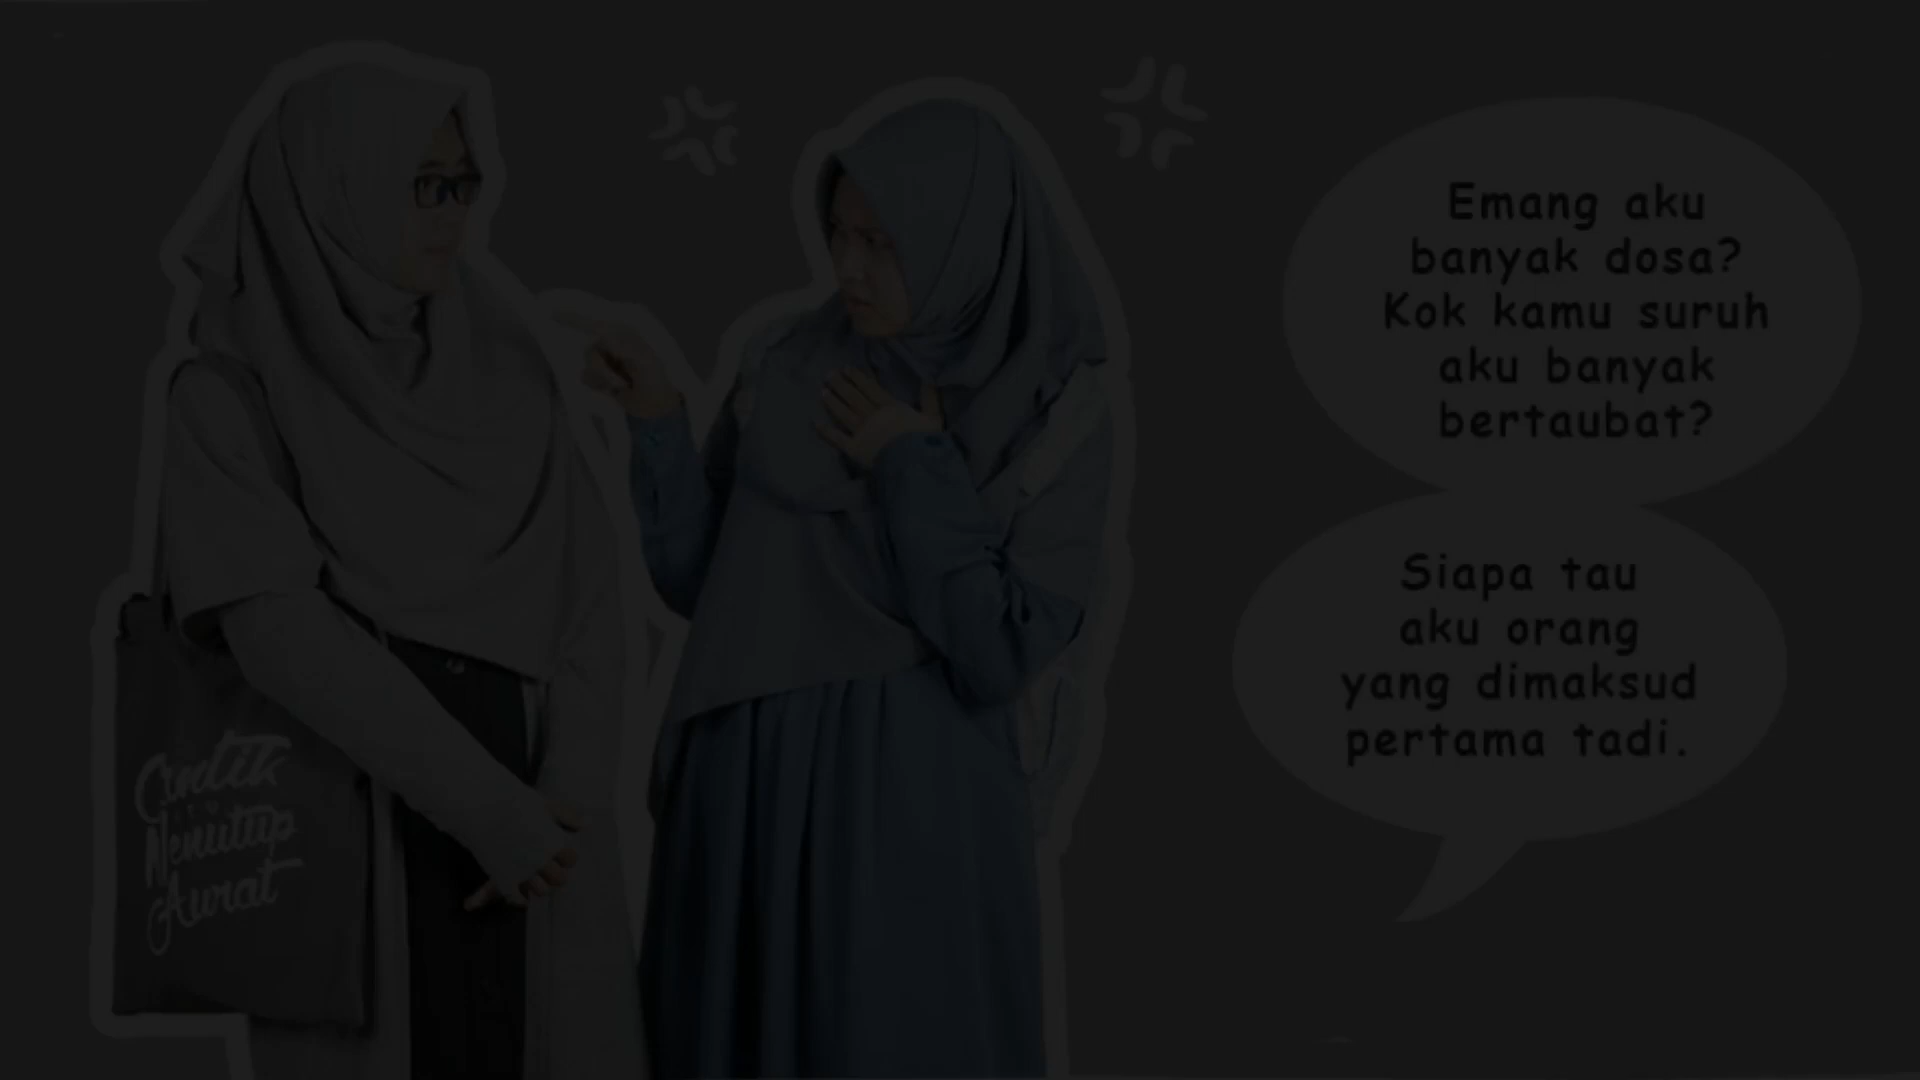 Emang aku
banyak dosa?
Kok kamu suruh
aku banyak
bertaubat?
Siapa tau
aku orang
yang dimaksud
pertama tadi.
Cantik
Menutup
Aurat